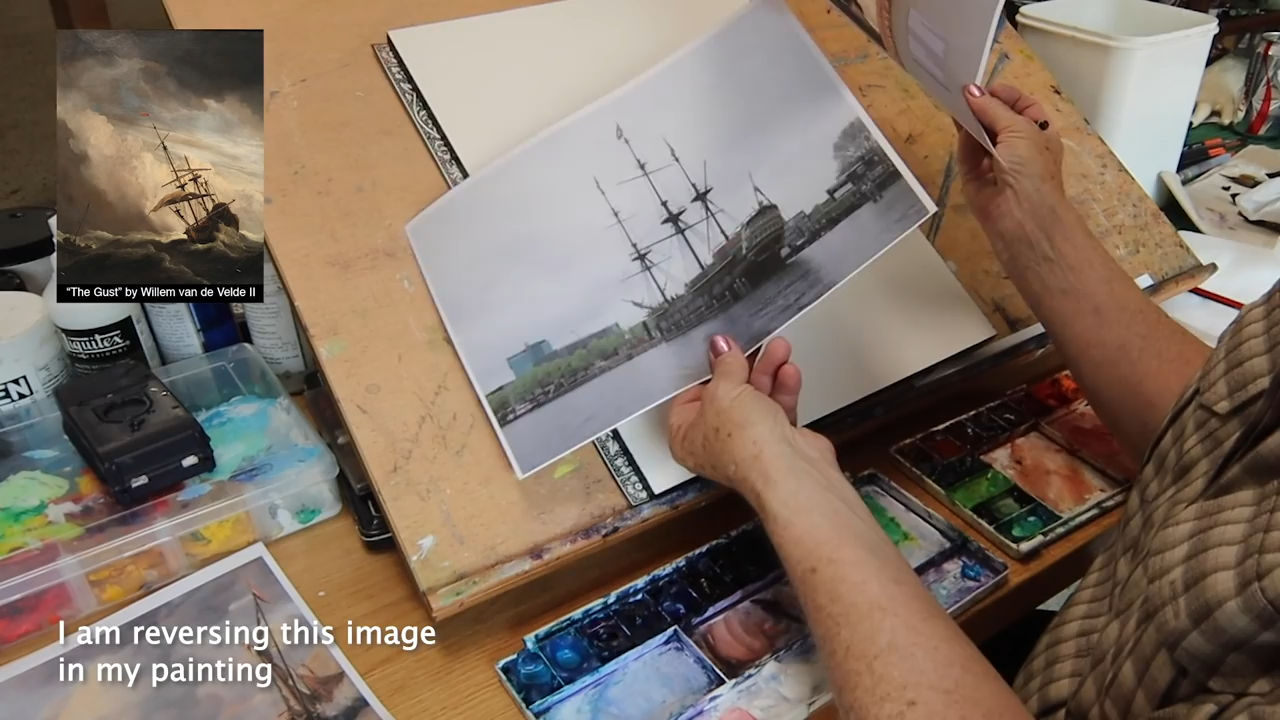 "The Gust" by Willem van de Velde II
Liquitex
EN
I am reversing this image
in my painting